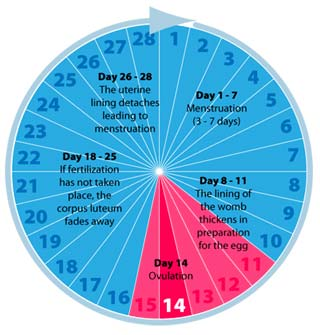 28
1
2
3
4
5
6
7
8
9
10
11
12
13
14
15
16
17
18
19
20
21
22
23
24
25
26
27
Day 1 - 7
Menstruation
(3 - 7 days)
Day 8 - 11
The lining of
the womb
thickens in
preparation
for the egg
Day 14
Ovulation
Day 18 - 25
If fertilization
has not taken
place, the
corpus luteum
fades away
Day 26 - 28
The uterine
lining detaches
leading to
menstruation